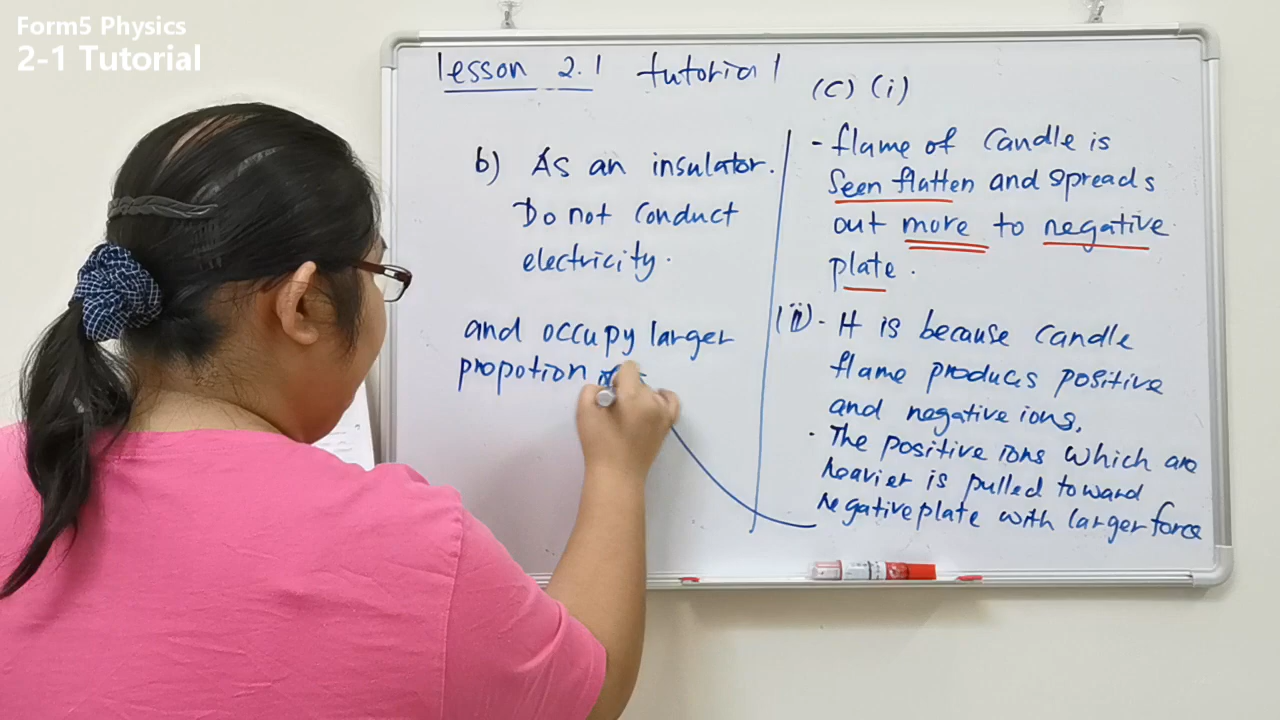 Form5 Physics
2-1 Tutorial
lesson 2.1 tutorial
b) As an insulator.
Do not conduct
electricity.
and occupy larger
propotion
(c) (i)
- flame of candle is
seen flatten and spreads
out more to negative
plate.
(ii) - It is because candle
flame produces positive
and negative ions.
. The positive ions which are
heavier is pulled toward
negative plate with larger force